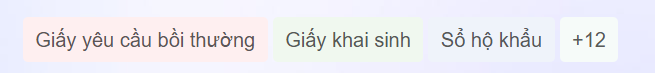 Giấy yêu cầu bồi thường Giấy khai sinh Sổ hộ khẩu +12